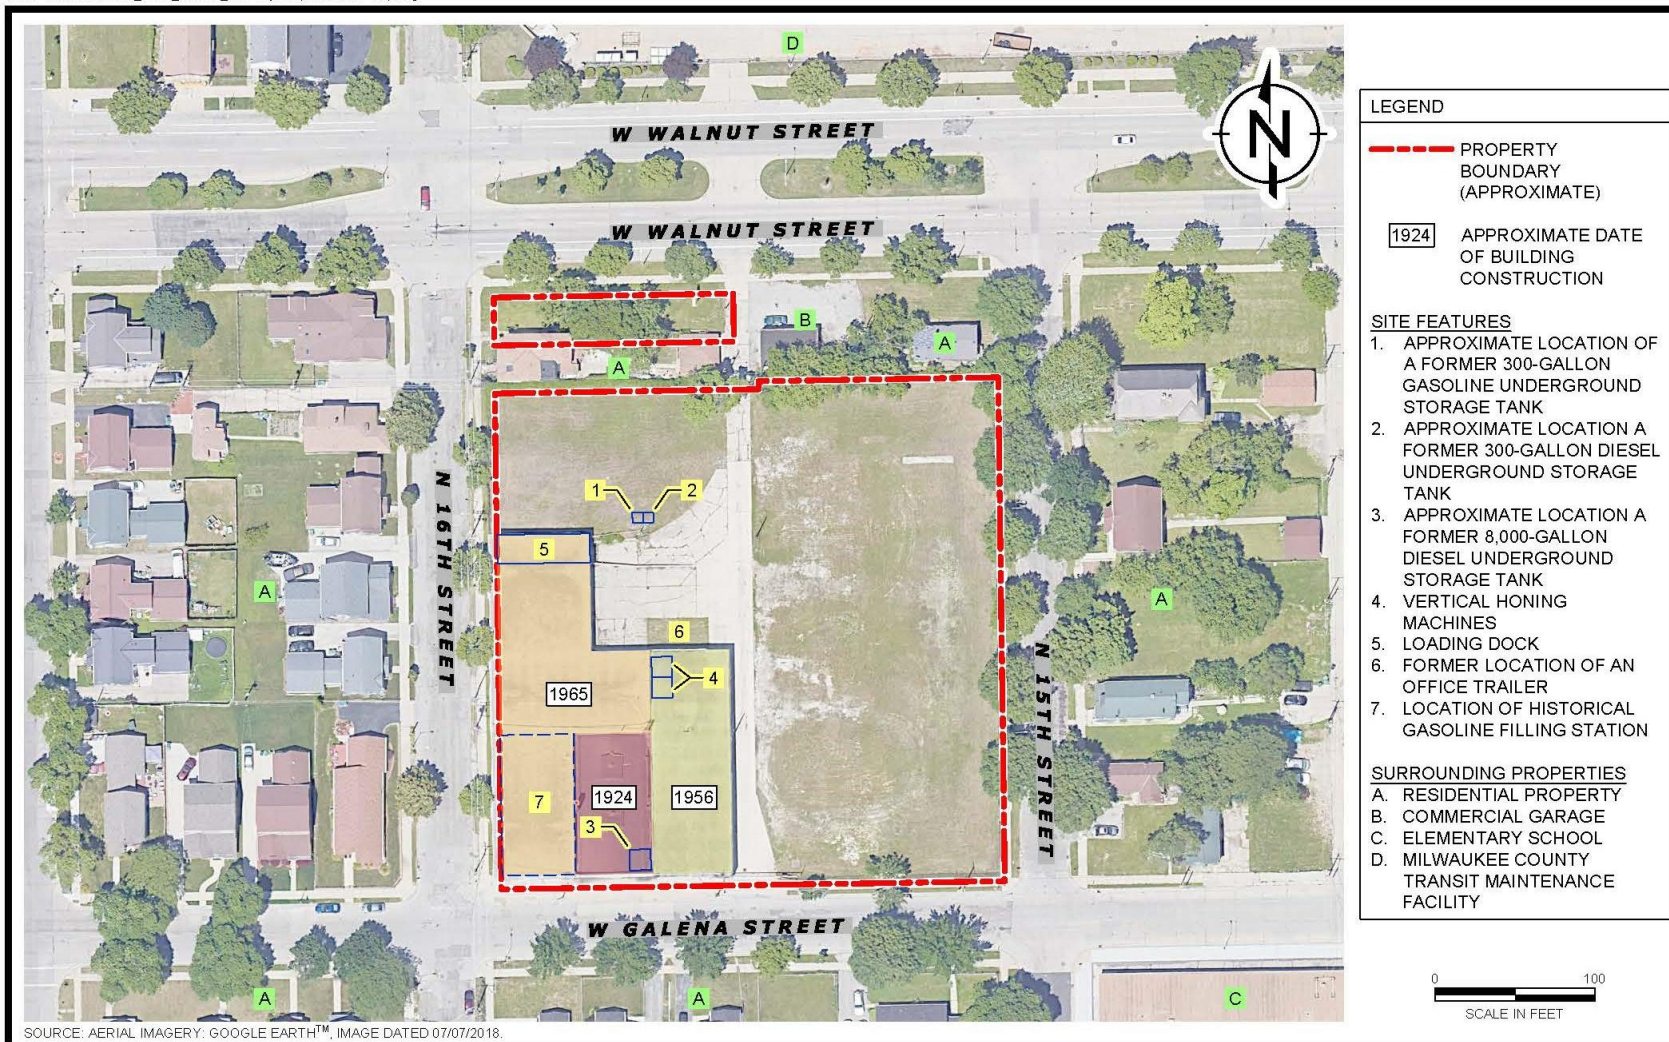 D
W WALNUT STREET
N
W WALNUT STREET
B
A
A
N 16TH STREET
1
2
5
A
A
6
4
1965
N 15TH STREET
7
1924
1956
3
W GALENA STREET
A
A
C
SOURCE: AERIAL IMAGERY: GOOGLE EARTH™, IMAGE DATED 07/07/2018.
LEGEND
PROPERTY
BOUNDARY
(APPROXIMATE)
1924 APPROXIMATE DATE
OF BUILDING
CONSTRUCTION
SITE FEATURES
1. APPROXIMATE LOCATION OF
A FORMER 300-GALLON
GASOLINE UNDERGROUND
STORAGE TANK
2. APPROXIMATE LOCATION A
FORMER 300-GALLON DIESEL
UNDERGROUND STORAGE
TANK
3. APPROXIMATE LOCATION A
FORMER 8,000-GALLON
DIESEL UNDERGROUND
STORAGE TANK
4. VERTICAL HONING
MACHINES
5. LOADING DOCK
6. FORMER LOCATION OF AN
OFFICE TRAILER
7. LOCATION OF HISTORICAL
GASOLINE FILLING STATION
SURROUNDING PROPERTIES
A. RESIDENTIAL PROPERTY
B. COMMERCIAL GARAGE
C. ELEMENTARY SCHOOL
D. MILWAUKEE COUNTY
TRANSIT MAINTENANCE
FACILITY
0 100
SCALE IN FEET